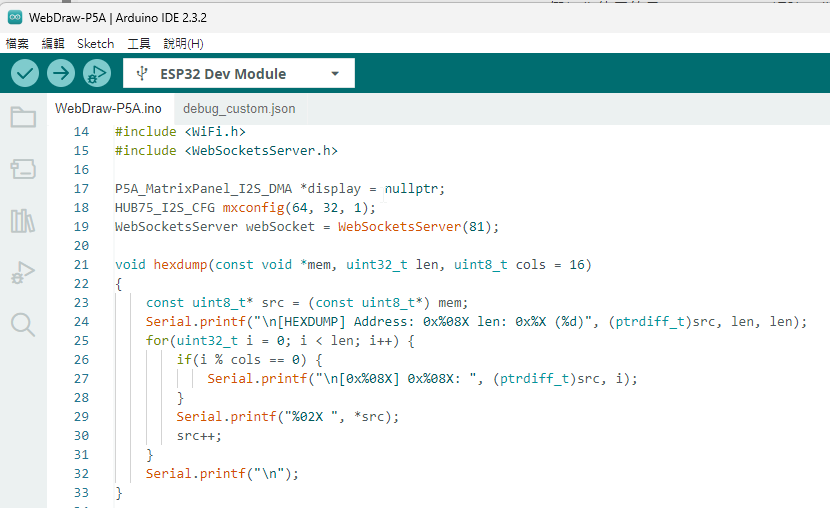 WebDraw-P5A | Arduino IDE 2.3.2
檔案 編輯 Sketch 工具 說明(H)
ESP32 Dev Module
WebDraw-P5A.ino debug_custom.json
14 #include <WiFi.h>
15 #include <WebSocketsServer.h>
16
17 P5A_MatrixPanel_I2S_DMA *display = nullptr;
18 HUB75_I2S_CFG mxconfig(64, 32, 1);
19 WebSocketsServer webSocket = WebSocketsServer(81);
20
21 void hexdump(const void *mem, uint32_t len, uint8_t cols = 16)
22 {
23 const uint8_t* src = (const uint8_t*) mem;
24 Serial.printf("\n[HEXDUMP] Address: 0x%08X len: 0x%X (%d)", (ptrdiff_t)src, len, len);
25 for(uint32_t i = 0; i < len; i++) {
26 if(i % cols == 0) {
27 Serial.printf("\n[0x%08X] 0x%08X: ", (ptrdiff_t)src, i);
28 }
29 Serial.printf("%02X ", *src);
30 src++;
31 }
32 Serial.printf("\n");
33 }